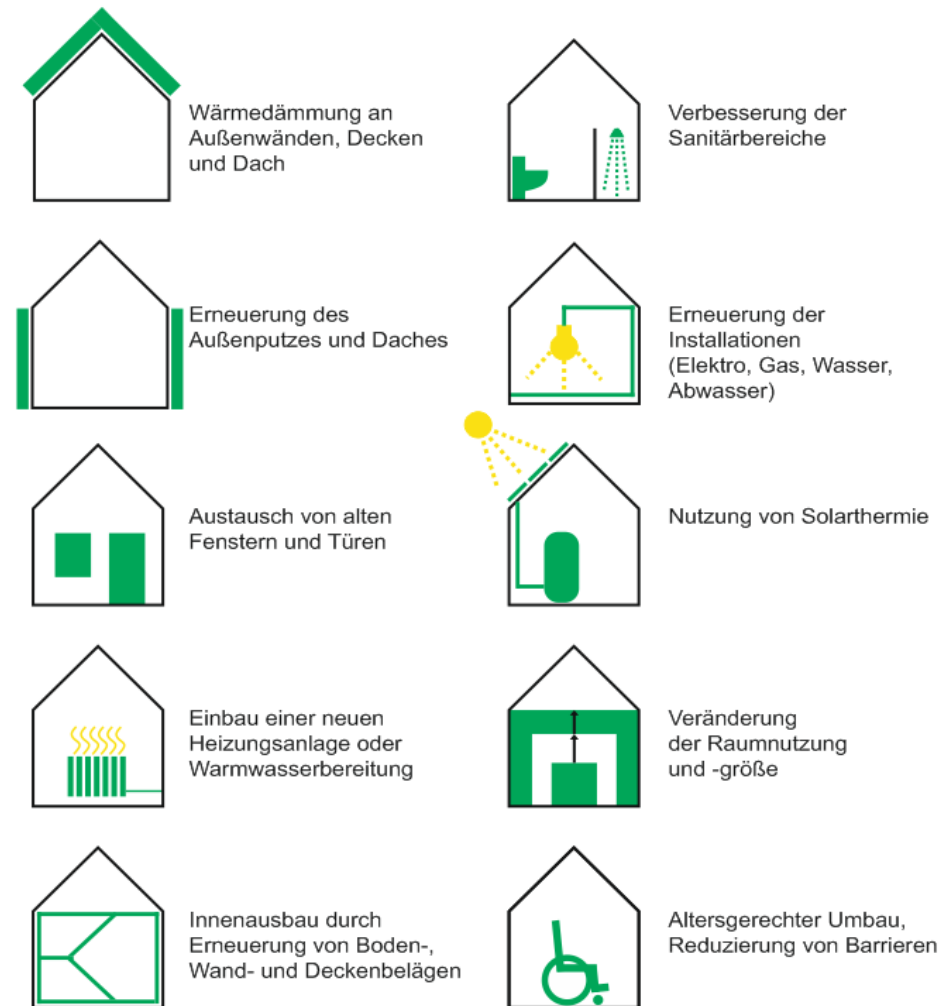 Wärmedämmung an
Außenwänden, Decken
und Dach
Verbesserung der
Sanitärbereiche
Erneuerung des
Außenputzes und Daches
Erneuerung der
Installationen
(Elektro, Gas, Wasser,
Abwasser)
Austausch von alten
Fenstern und Türen
Nutzung von Solarthermie
Einbau einer neuen
Heizungsanlage oder
Warmwasserbereitung
Veränderung
der Raumnutzung
und -größe
Innenausbau durch
Erneuerung von Boden-,
Wand- und Deckenbelägen
Altersgerechter Umbau,
Reduzierung von Barrieren